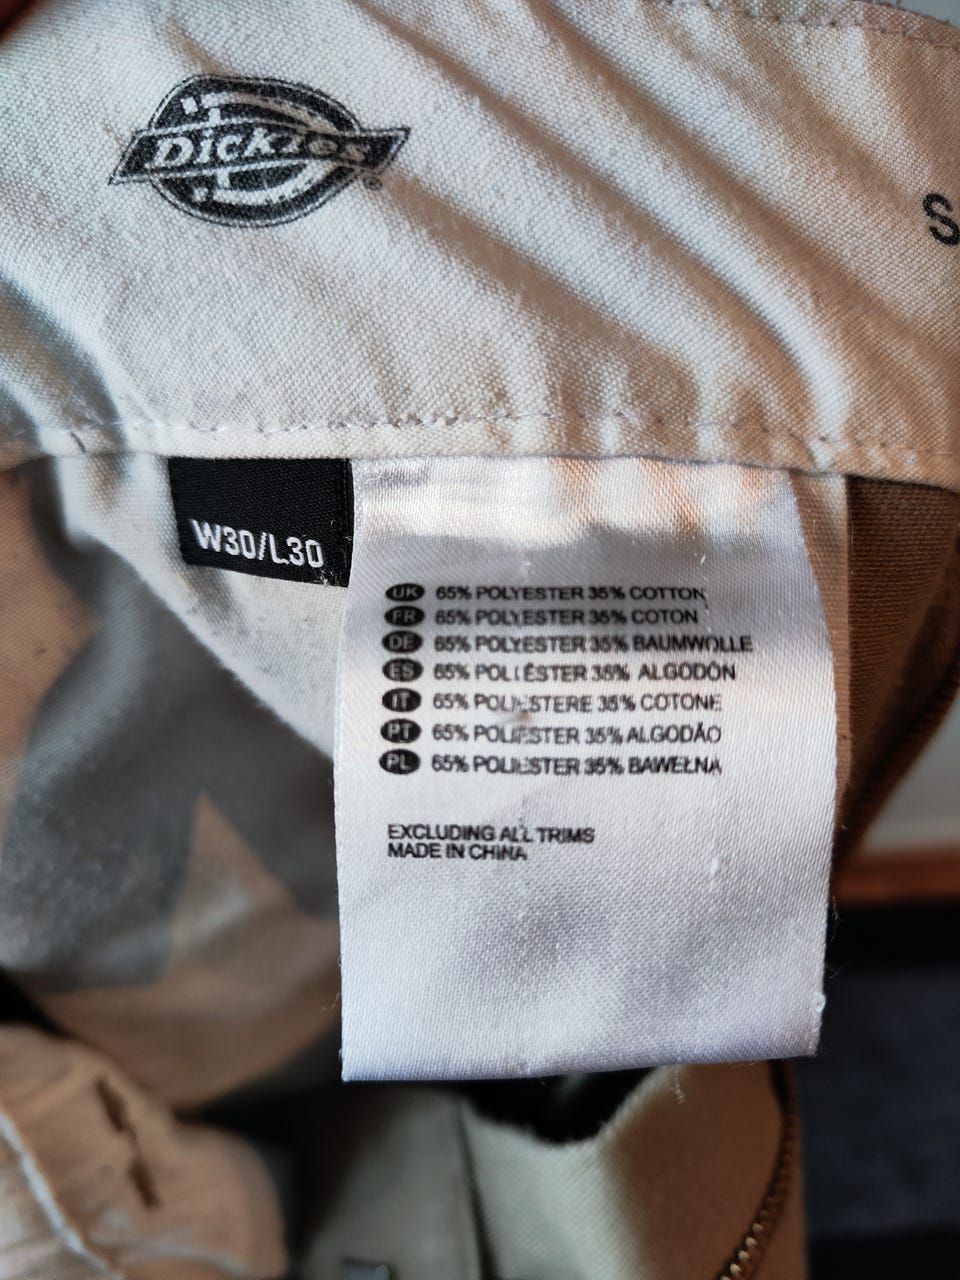 Dickies
S
W30/L30
UK 65% POLYESTER 35% COTTON
FR 65% POLYESTER 35% COTON
DE 65% POLYESTER 35% BAUMWOLLE
ES 65% POLIÉSTER 35% ALGODÓN
IT 65% POLIESTERE 35% COTONE
PT 65% POLIÉSTER 35% ALGODÃO
PL 65% POLIESTER 35% BAWEŁNA
EXCLUDING ALL TRIMS
MADE IN CHINA